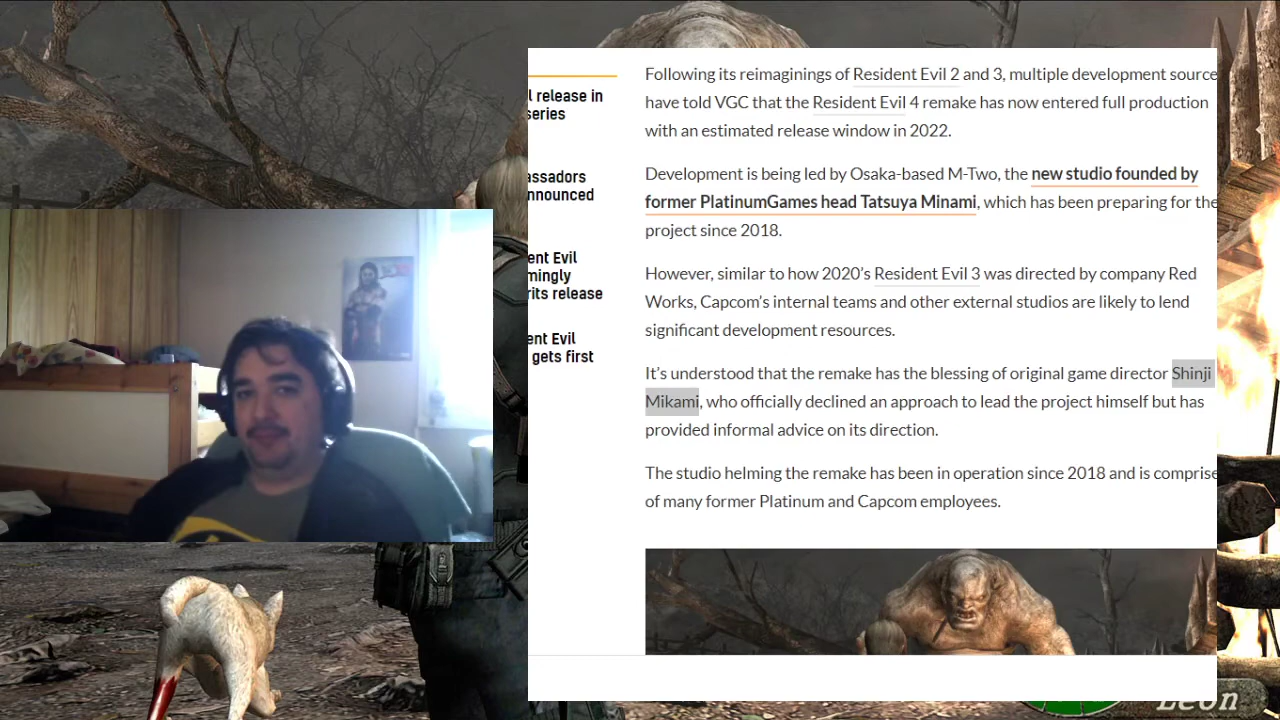 l release in
series
assadors
nnounced
ent Evil
mingly
rits release
ent Evil
gets first
Following its reimaginings of Resident Evil 2 and 3, multiple development source
have told VGC that the Resident Evil 4 remake has now entered full production
with an estimated release window in 2022.
Development is being led by Osaka-based M-Two, the new studio founded by
former PlatinumGames head Tatsuya Minami, which has been preparing for the
project since 2018.
However, similar to how 2020's Resident Evil 3 was directed by company Red
Works, Capcom's internal teams and other external studios are likely to lend
significant development resources.
It's understood that the remake has the blessing of original game director Shinji
Mikami, who officially declined an approach to lead the project himself but has
provided informal advice on its direction.
The studio helming the remake has been in operation since 2018 and is comprise
of many former Platinum and Capcom employees.
Leon